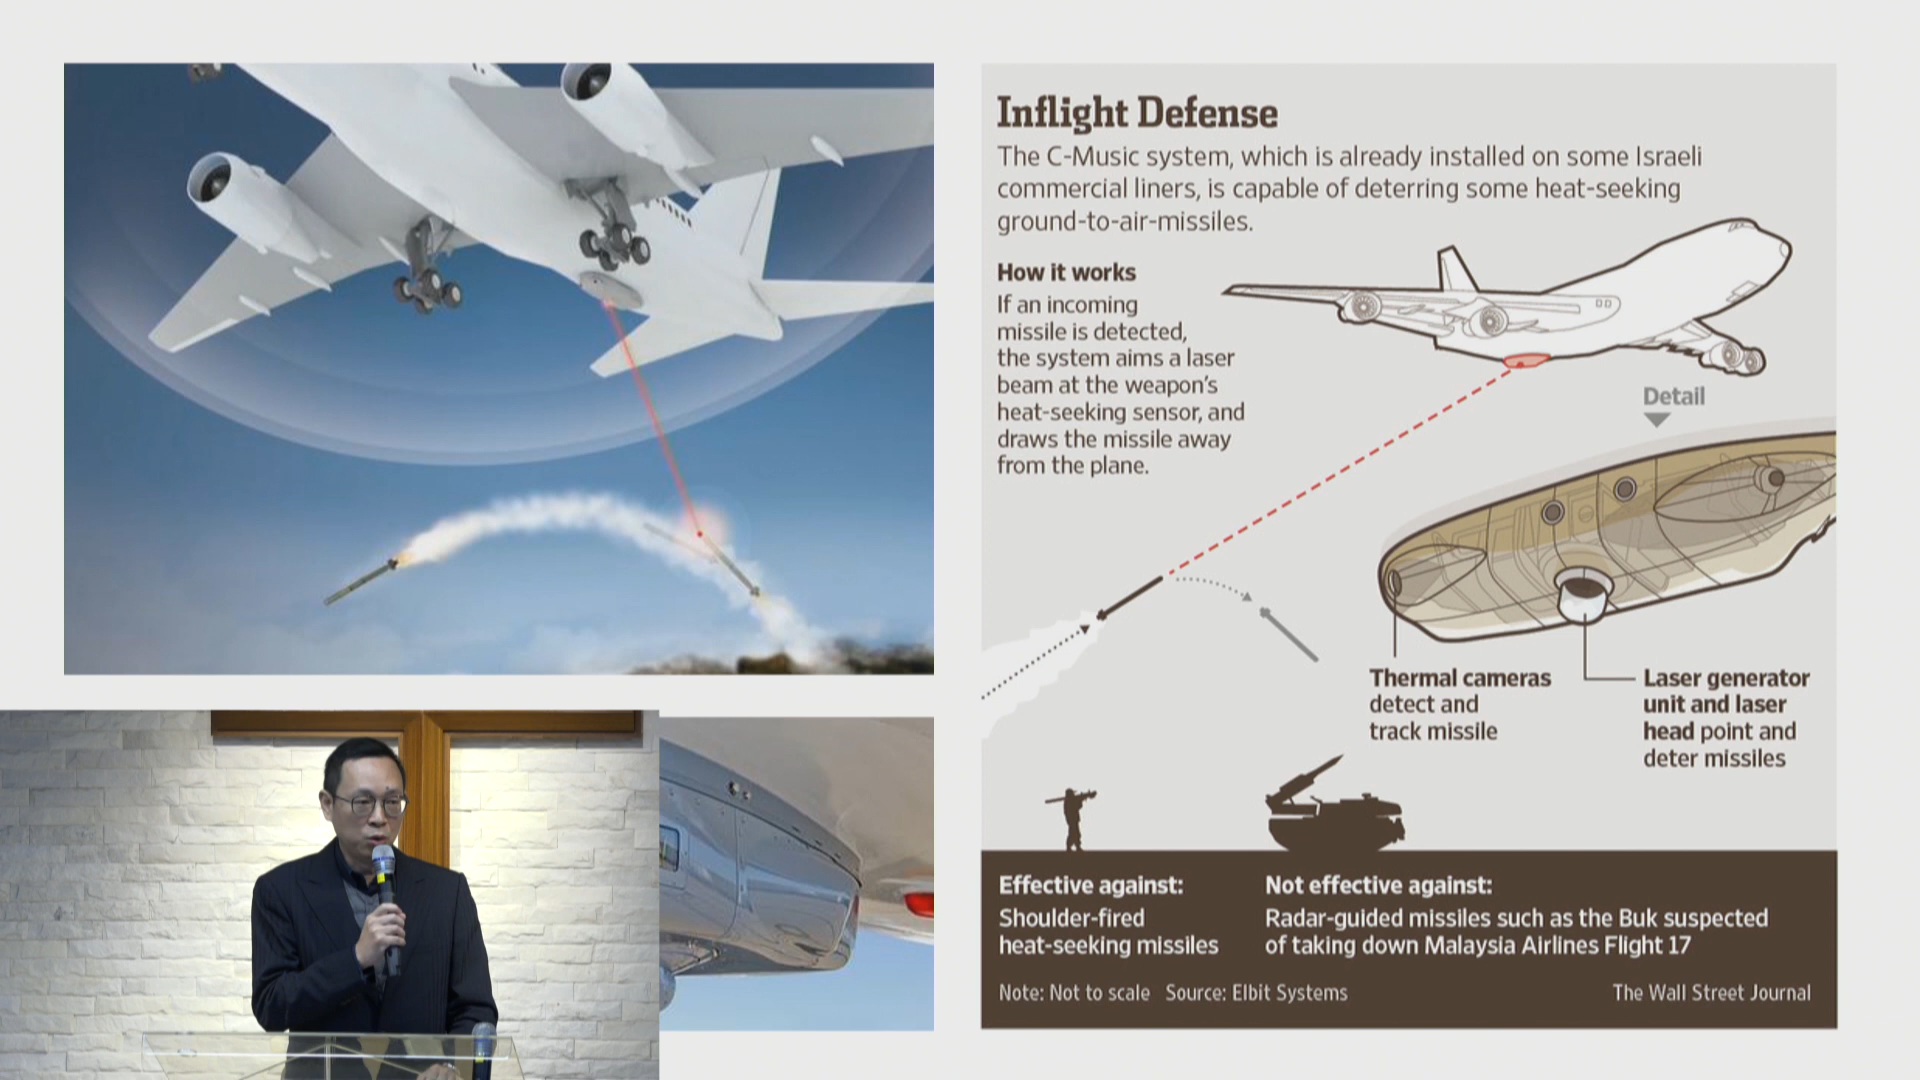 Inflight Defense
The C-Music system, which is already installed on some Israeli
commercial liners, is capable of deterring some heat-seeking
ground-to-air-missiles.
How it works
If an incoming
missile is detected,
the system aims a laser
beam at the weapon's
heat-seeking sensor, and
draws the missile away
from the plane.
Detail
Thermal cameras
detect and
track missile
Laser generator
unit and laser
head point and
deter missiles
Effective against:
Shoulder-fired
heat-seeking missiles
Not effective against:
Radar-guided missiles such as the Buk suspected
of taking down Malaysia Airlines Flight 17
Note: Not to scale Source: Elbit Systems
The Wall Street Journal